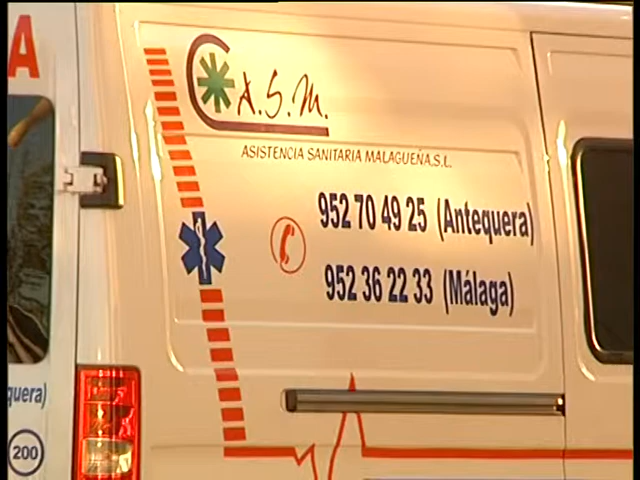 A
A.S.M.
ASISTENCIA SANITARIA MALAGUEÑA.S.L.
952 70 49 25 (Antequera)
952 36 22 33 (Málaga)
quera)
200